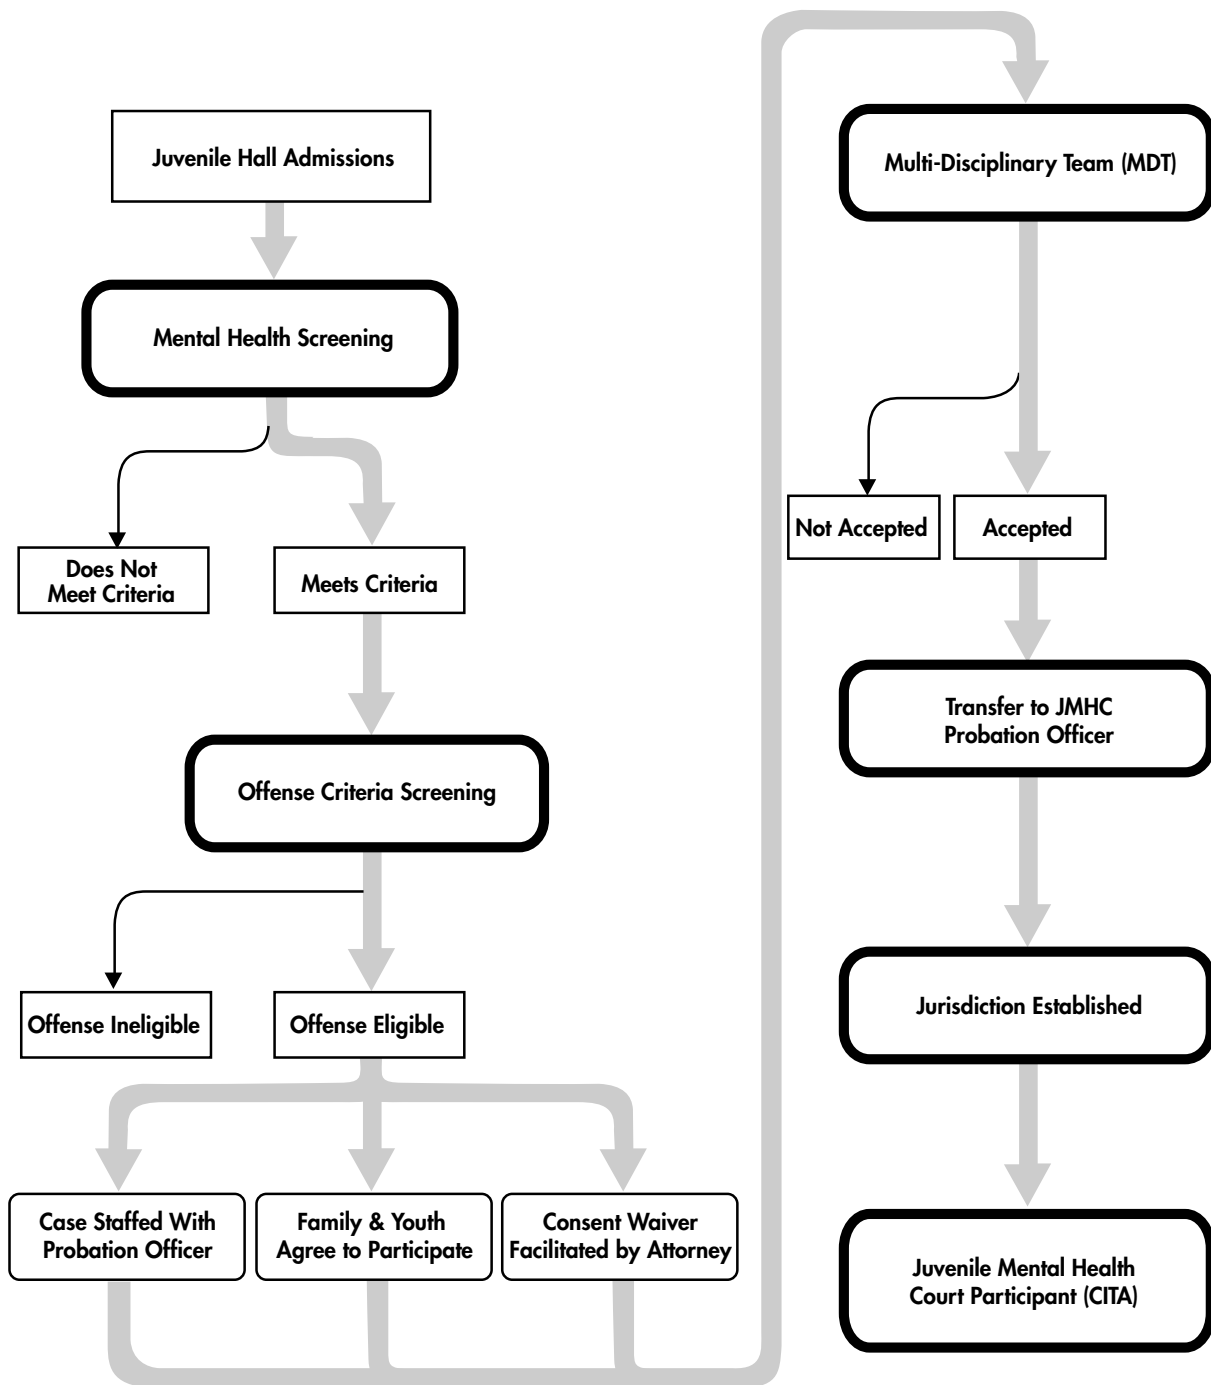 Juvenile Hall Admissions
Mental Health Screening
Does Not
Meet Criteria
Meets Criteria
Offense Criteria Screening
Offense Ineligible
Offense Eligible
Case Staffed With
Probation Officer
Family & Youth
Agree to Participate
Consent Waiver
Facilitated by Attorney
Multi-Disciplinary Team (MDT)
Not Accepted
Accepted
Transfer to JMHC
Probation Officer
Jurisdiction Established
Juvenile Mental Health
Court Participant (CITA)